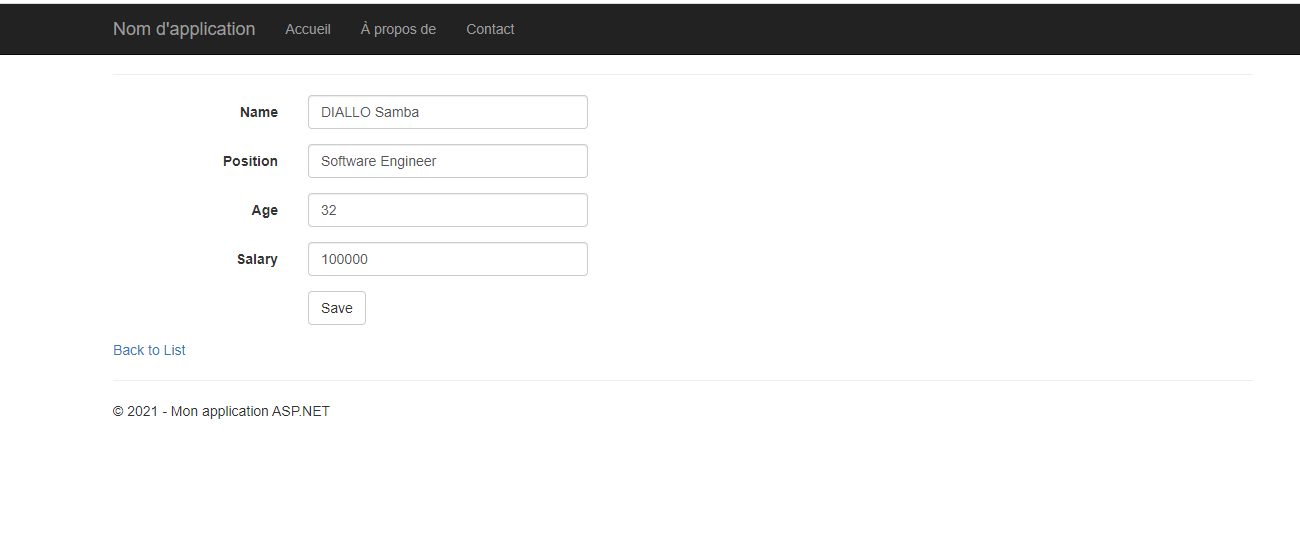 Nom d'application Accueil À propos de Contact
Name DIALLO Samba
Position Software Engineer
Age 32
Salary 100000
Save
Back to List
© 2021 - Mon application ASP.NET